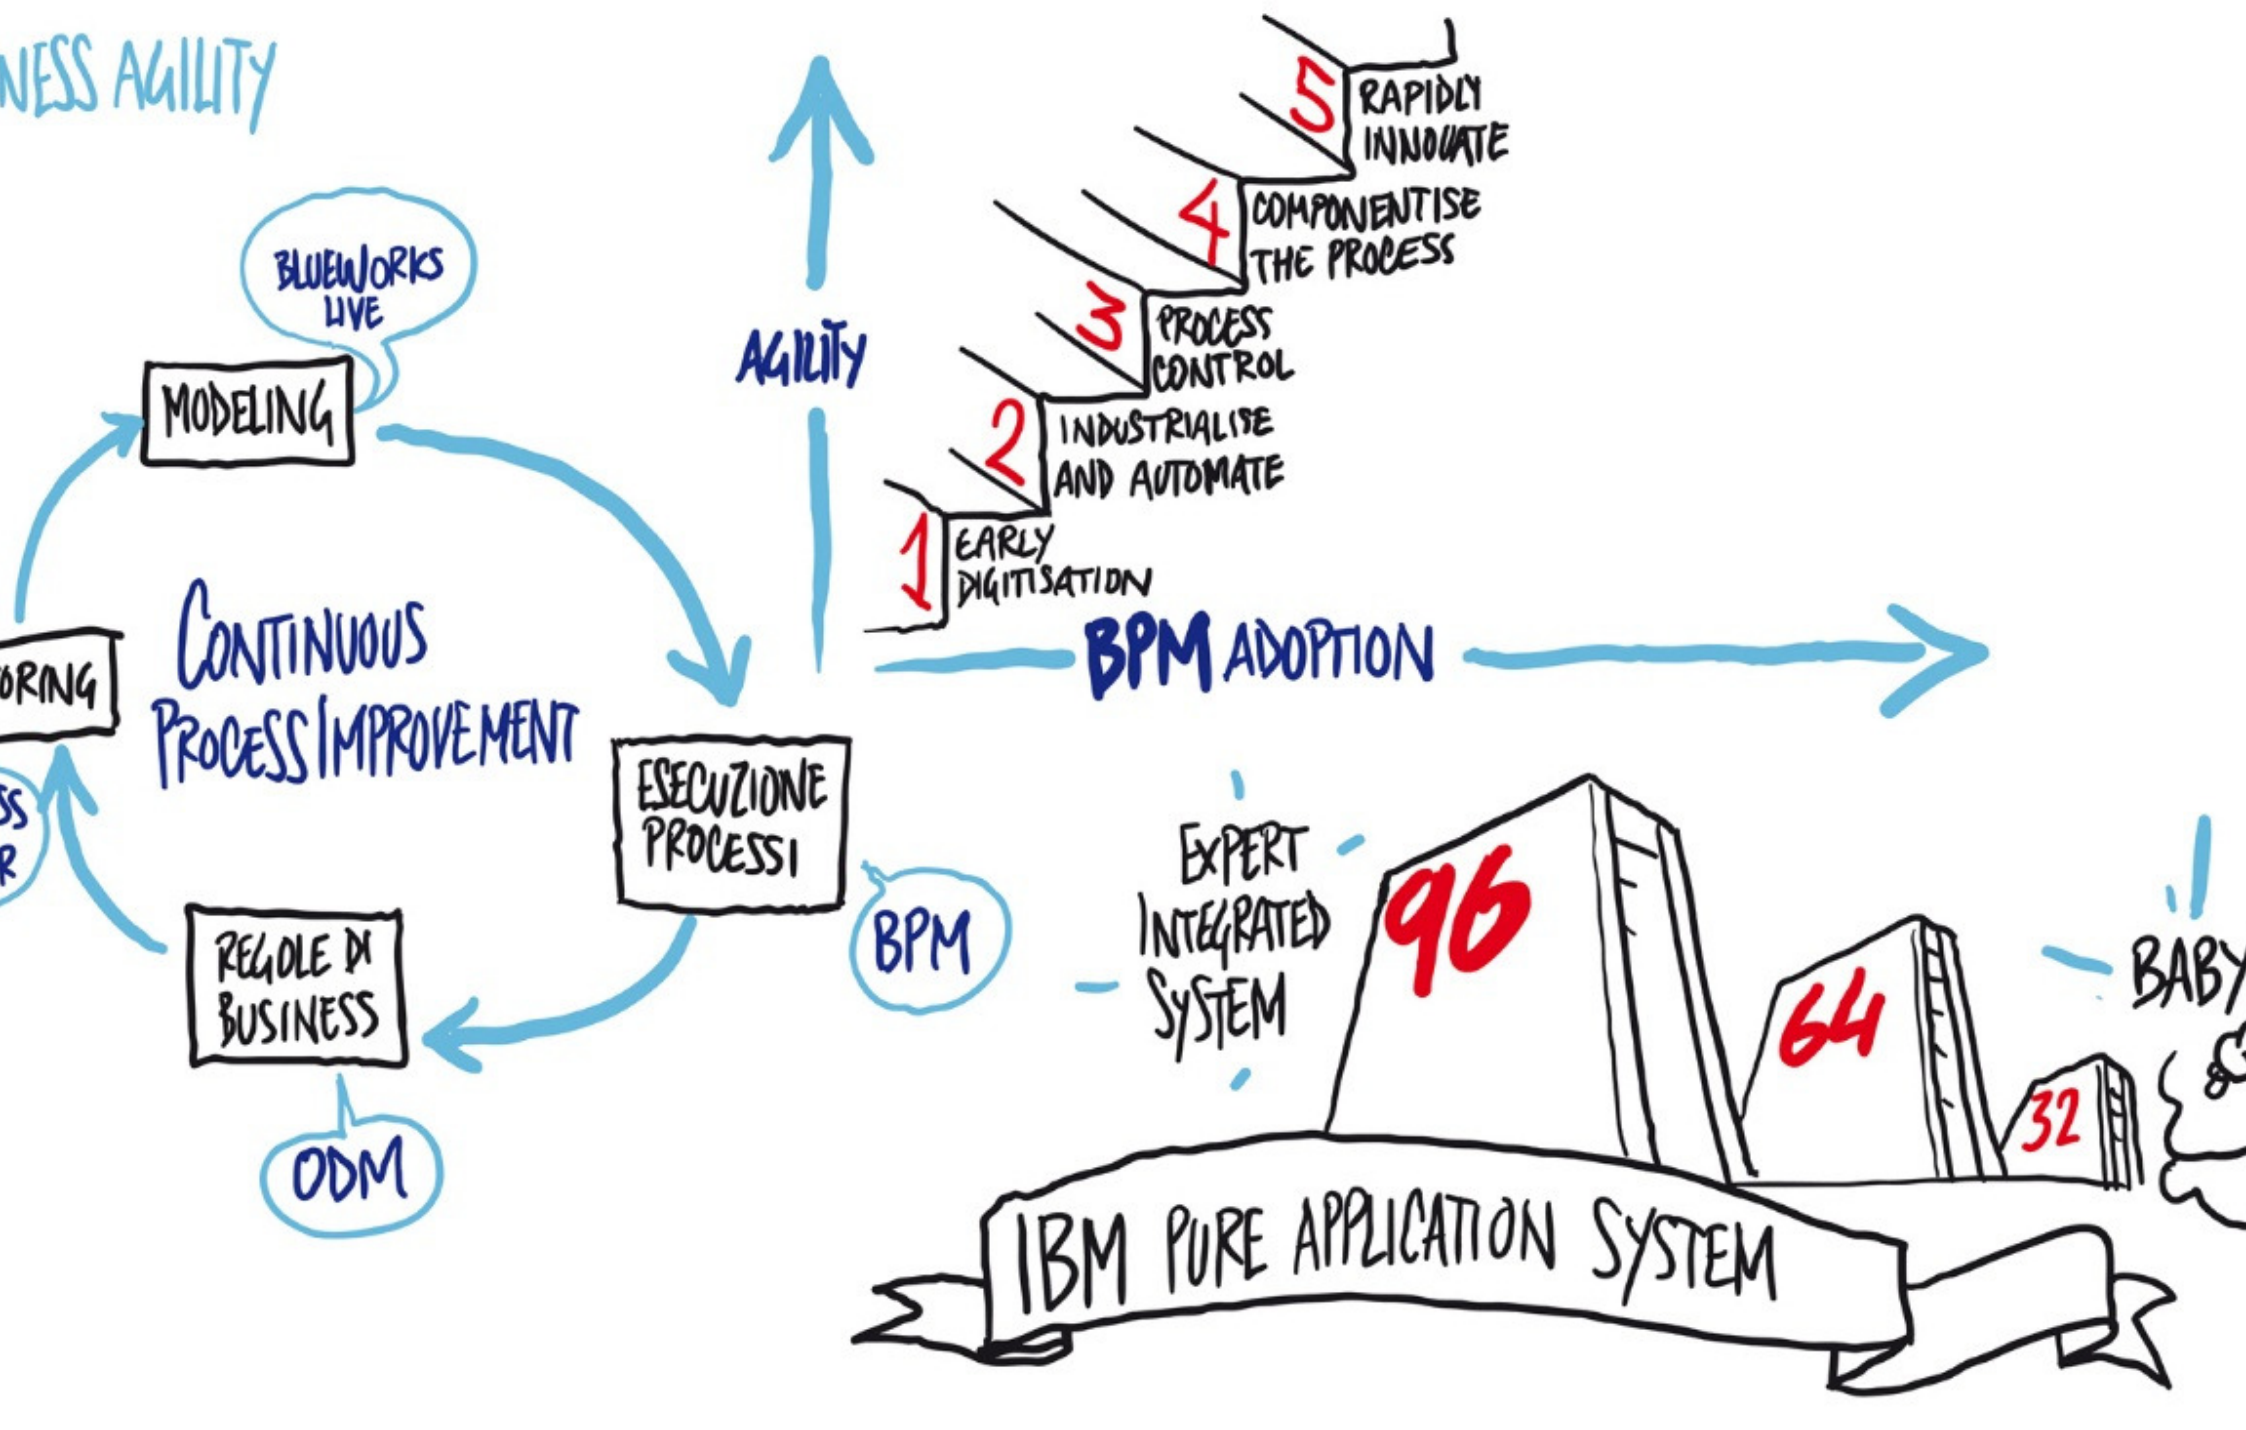 NESS AGILITY
BLUEWORKS
LIVE
MODELING
ORING
CONTINUOUS
PROCESS IMPROVEMENT
SS
R
ESECUZIONE
PROCESSI
BPM
REGOLE DI
BUSINESS
ODM
AGILITY
5
RAPIDLY
INNOVATE
4
COMPONENTISE
THE PROCESS
3
PROCESS
CONTROL
2
INDUSTRIALISE
AND AUTOMATE
1
EARLY
DIGITISATION
BPM ADOPTION
EXPERT
INTEGRATED
SYSTEM
96
64
32
BABY
IBM PURE APPLICATION SYSTEM